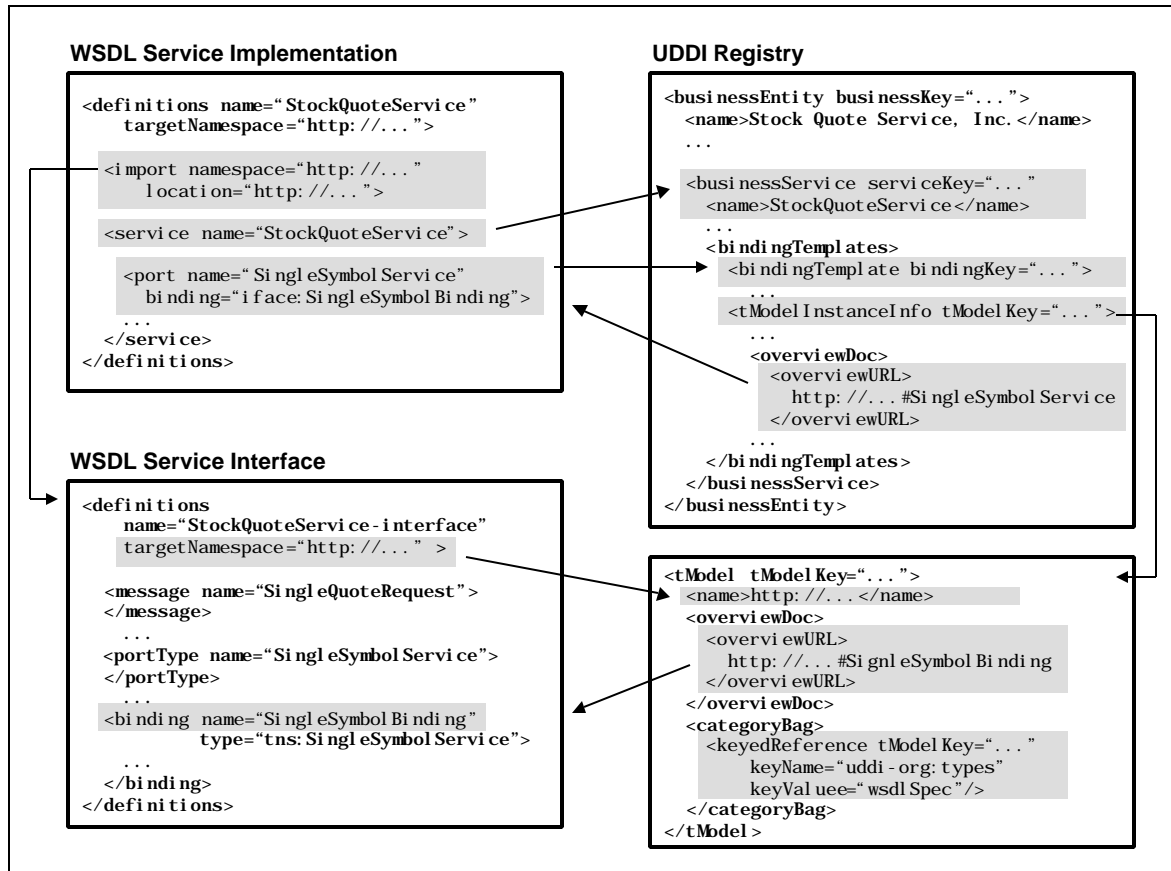 WSDL Service Implementation
<definitions name=“StockQuoteService”
targetNamespace=“http://...”>
<import namespace=“http://...”
location=“http://...”>
<service name=“StockQuoteService”>
<port name=“SingleSymbolService”
binding=“iface:SingleSymbolBinding”>
...
</service>
</definitions>
WSDL Service Interface
<definitions
name=“StockQuoteService-interface”
targetNamespace=“http://...” >
<message name=“SingleQuoteRequest”>
</message>
...
<portType name=“SingleSymbolService”>
</portType>
...
<binding name=“SingleSymbolBinding”
type=“tns:SingleSymbolService”>
...
</binding>
</definitions>
UDDI Registry
<businessEntity businessKey=“...”>
<name>Stock Quote Service, Inc.</name>
...
<businessService serviceKey=“...”
<name>StockQuoteService</name>
...
<bindingTemplates>
<bindingTemplate bindingKey=“...”>
...
<tModelInstanceInfo tModelKey=“...”>
...
<overviewDoc>
<overviewURL>
http://...#SingleSymbolService
</overviewURL>
...
</bindingTemplates>
</businessService>
</businessEntity>
<tModel tModelKey=“...”>
<name>http://...</name>
<overviewDoc>
<overviewURL>
http://...#SignleSymbolBinding
</overviewURL>
</overviewDoc>
<categoryBag>
<keyedReference tModelKey=“...”
keyName=“uddi-org:types”
keyValuee=“wsdlSpec”/>
</categoryBag>
</tModel>